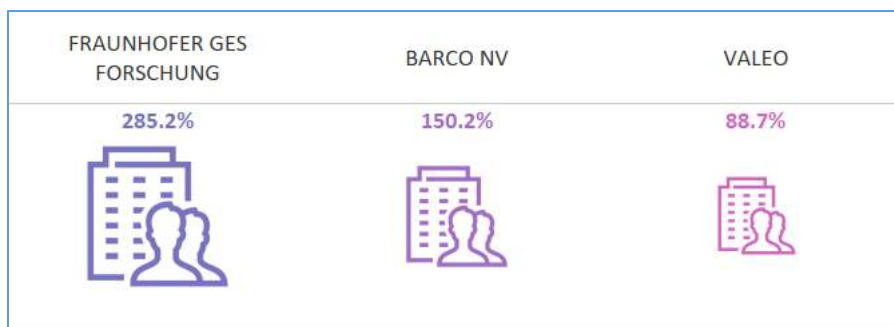 FRAUNHOFER GES
FORSCHUNG
BARCO NV
VALEO
285.2%
150.2%
88.7%